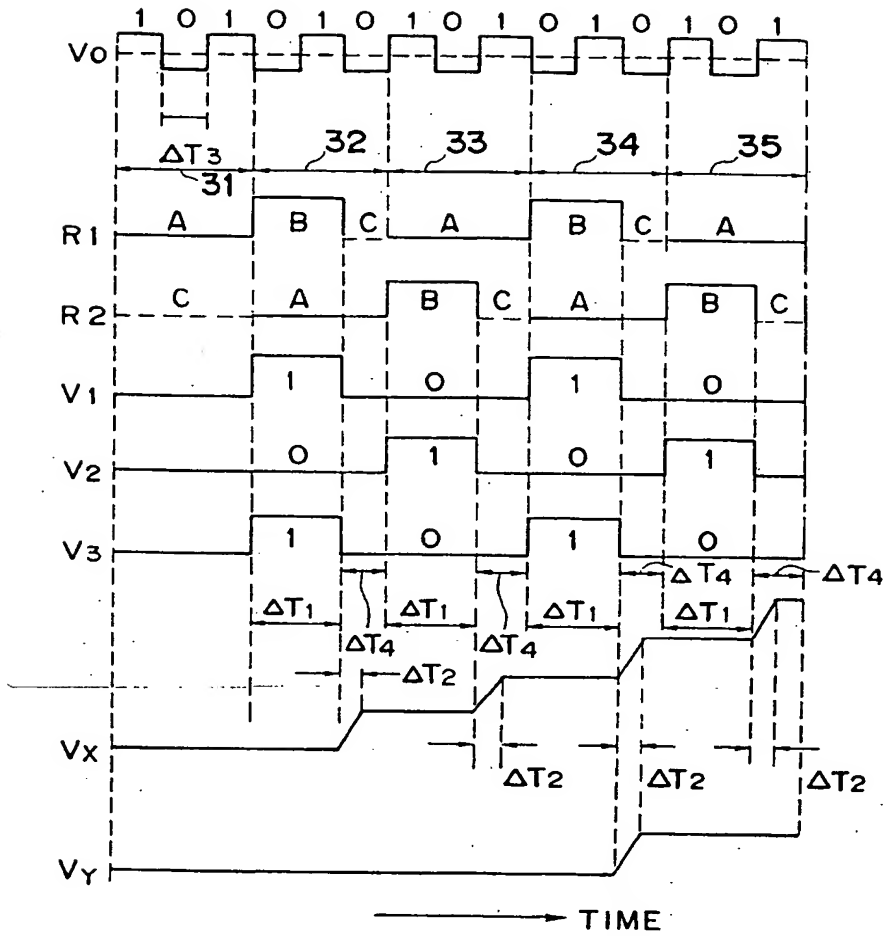 1 0 1 0 1 0 1 0 1 0 1 0 1 0 1
Vo
ΔT3
31 32 33 34 35
R1 A B C A B C A
R2 C A B C A B C
V1 1 0 1 0
V2 0 1 0 1
V3 1 0 1 0
ΔT4 ΔT4
ΔT1 ΔT1 ΔT1 ΔT1
ΔT4 ΔT4
ΔT2
VX
ΔT2 ΔT2 ΔT2
VY
TIME